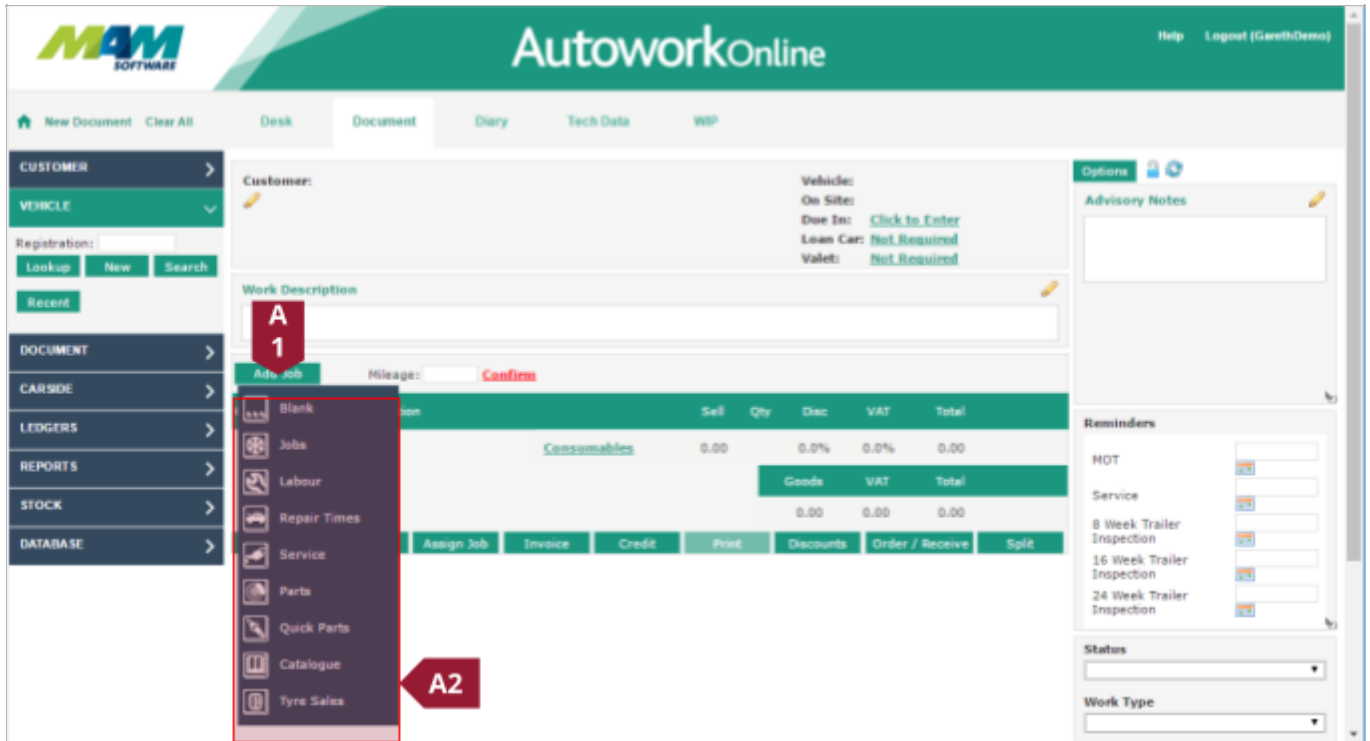 MAM
SOFTWARE
AutoworkOnline
Help Logout (GarethDemo)
New Document Clear All
Desk Document Diary Tech Data WIP
CUSTOMER
VEHICLE
Registration:
Lookup New Search
Recent
DOCUMENT
CARSIDE
LEDGERS
REPORTS
STOCK
DATABASE
Customer:
Vehicle:
On Site:
Due In: Click to Enter
Loan Car: Not Required
Valet: Not Required
Work Description
A
1
Add Job Mileage: Confirm
Sell Qty Disc VAT Total
Consumables 0.00 0.0% 0.0% 0.00
Goods VAT Total
0.00 0.00 0.00
Assign Job Invoice Credit Print Discounts Order / Receive Split
Blank
Jobs
Labour
Repair Times
Service
Parts
Quick Parts
Catalogue
Tyre Sales
A2
Options
Advisory Notes
Reminders
MOT
Service
8 Week Trailer
Inspection
16 Week Trailer
Inspection
24 Week Trailer
Inspection
Status
Work Type